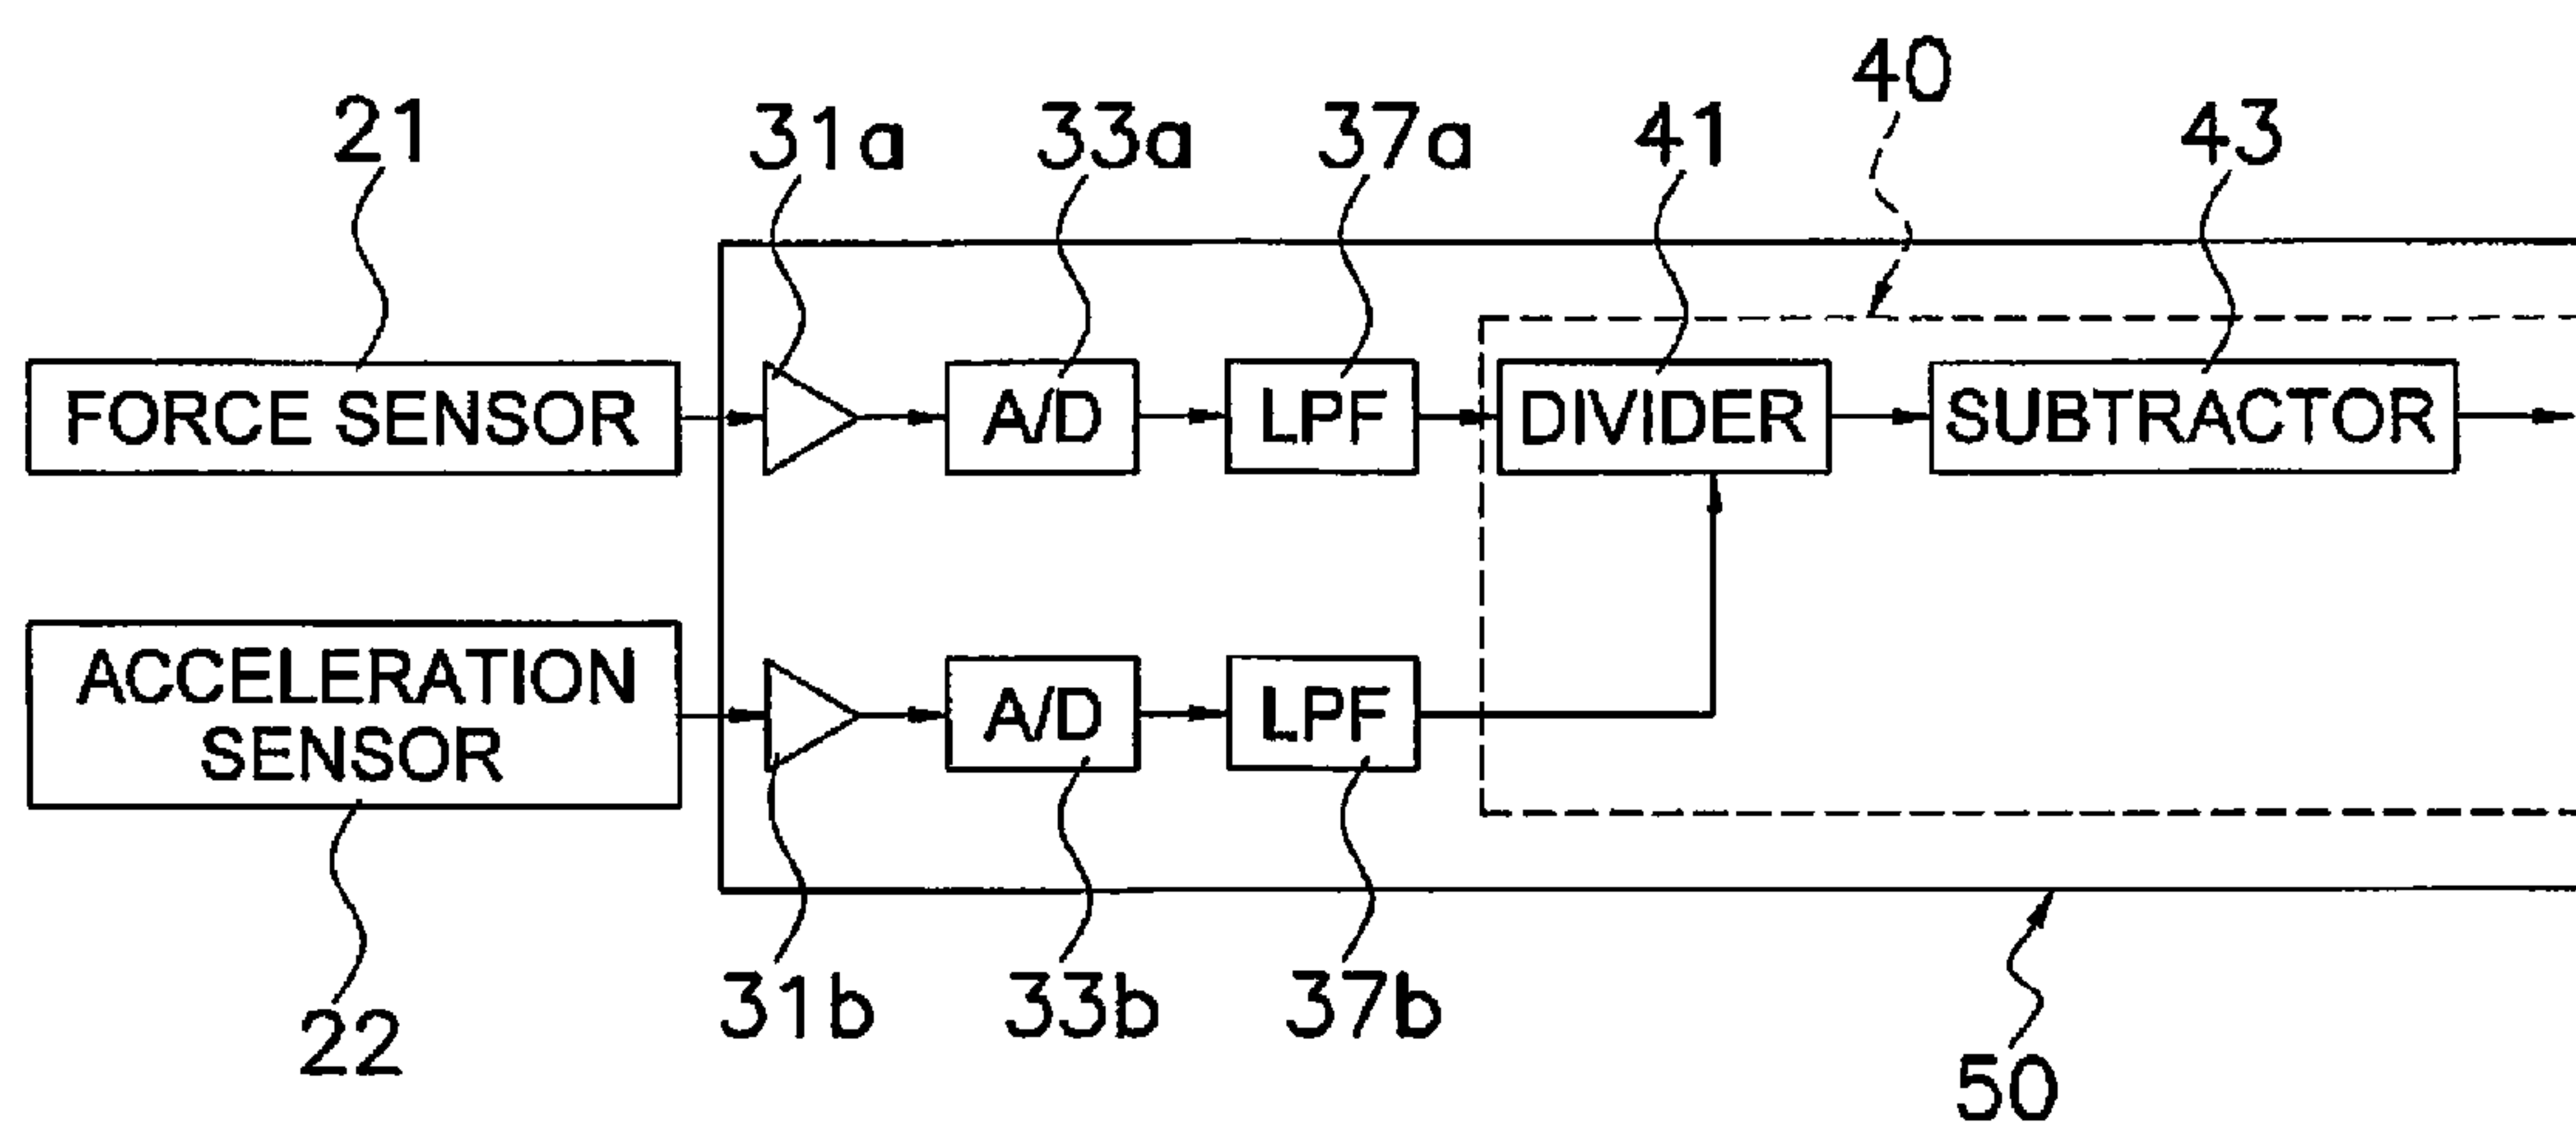 40
21
31a
33a
37a
41
43
FORCE SENSOR
A/D
LPF
DIVIDER
SUBTRACTOR
ACCELERATION
SENSOR
A/D
LPF
22
31b
33b
37b
50